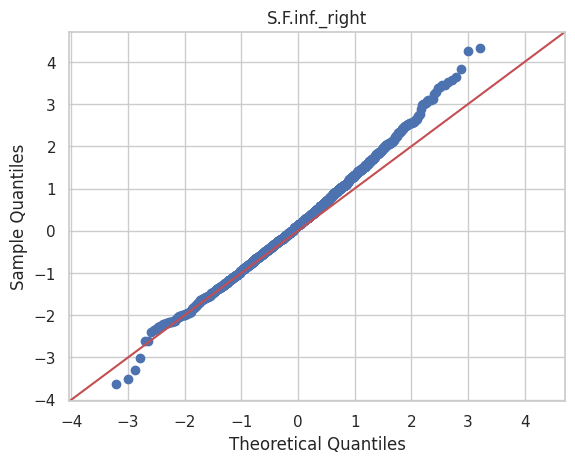 S.F.inf._right
4
3
2
1
0
−1
−2
−3
−4
Sample Quantiles
−4 −3 −2 −1 0 1 2 3 4
Theoretical Quantiles